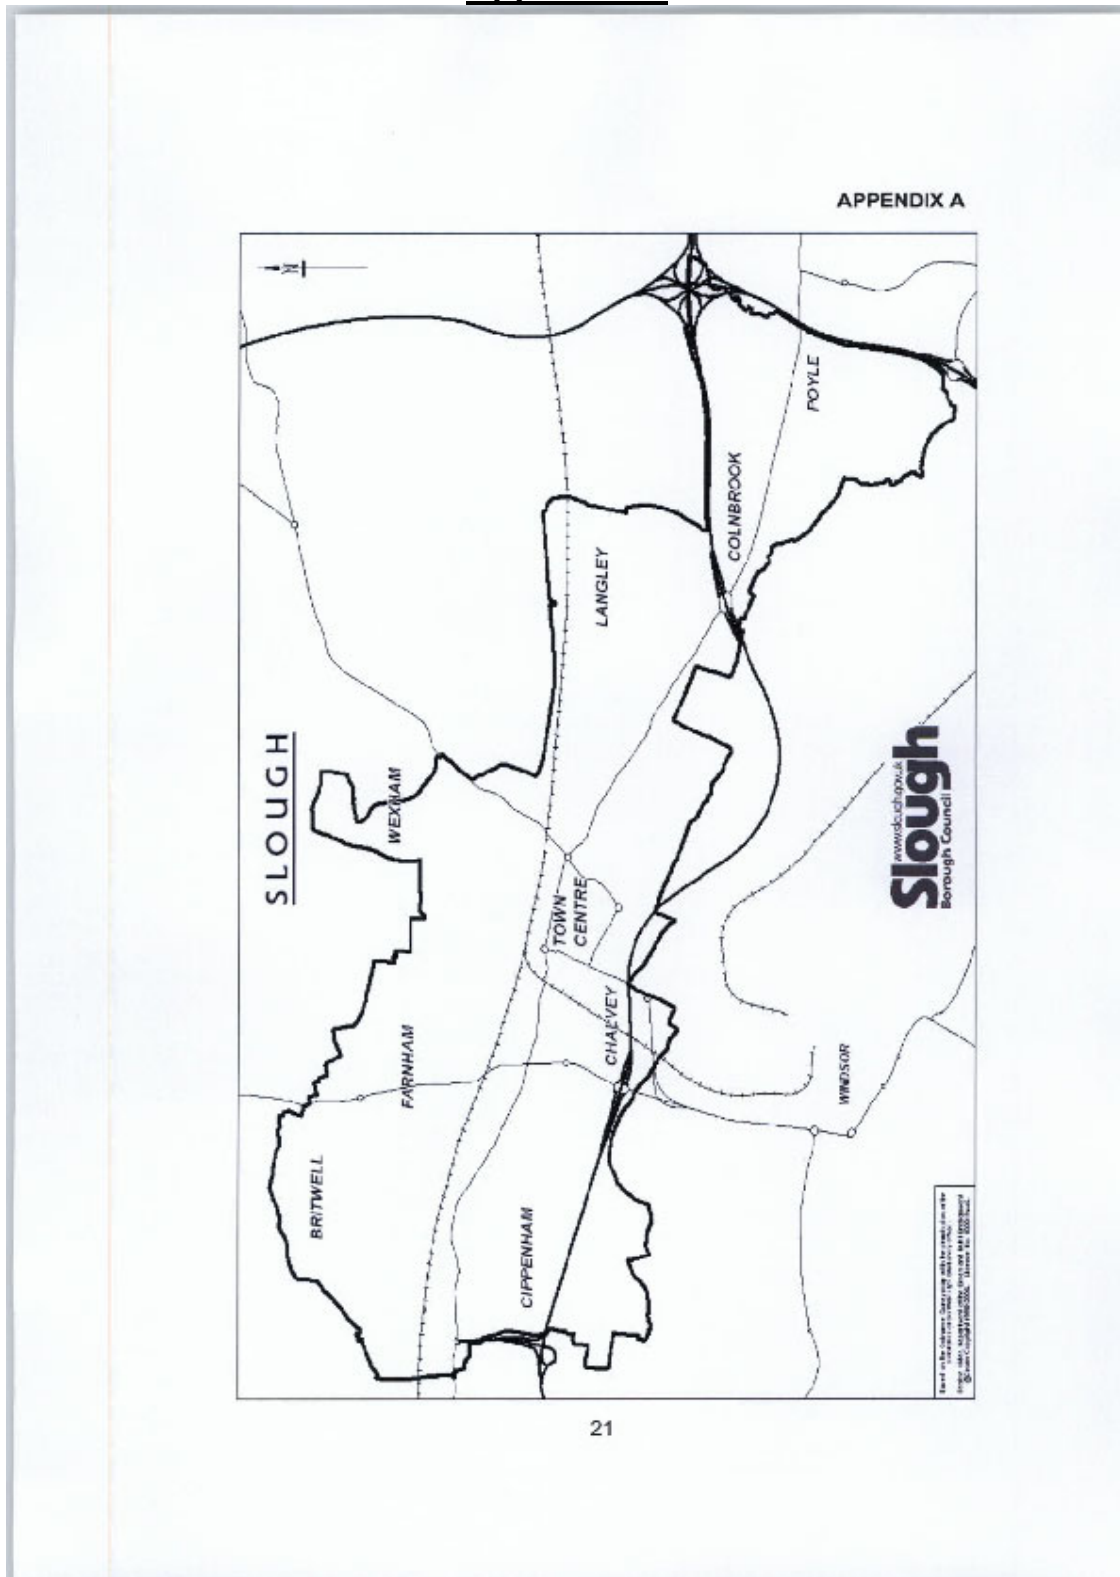 APPENDIX A
SLOUGH
WEXHAM
FARNHAM
BRITWELL
LANGLEY
COLNBROOK
POYLE
TOWN
CENTRE
CHALVEY
CIPPENHAM
WINDSOR
N
www.slough.gov.uk
Slough
Borough Council
21